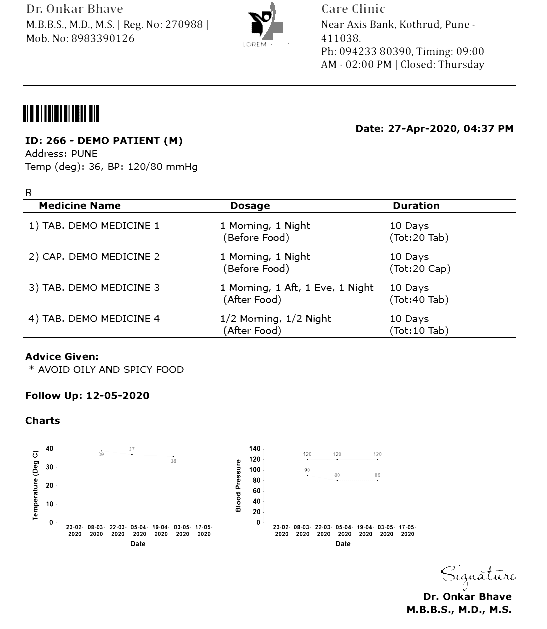 Dr. Onkar Bhave
M.B.B.S., M.D., M.S. | Reg. No: 270988 |
Mob. No: 8983390126
LOREM
Care Clinic
Near Axis Bank, Kothrud, Pune -
411038.
Ph: 094233 80390, Timing: 09:00
AM - 02:00 PM | Closed: Thursday
Date: 27-Apr-2020, 04:37 PM
ID: 266 - DEMO PATIENT (M)
Address: PUNE
Temp (deg): 36, BP: 120/80 mmHg
R
Medicine Name Dosage Duration
1) TAB. DEMO MEDICINE 1 1 Morning, 1 Night 10 Days
(Before Food) (Tot:20 Tab)
2) CAP. DEMO MEDICINE 2 1 Morning, 1 Night 10 Days
(Before Food) (Tot:20 Cap)
3) TAB. DEMO MEDICINE 3 1 Morning, 1 Aft, 1 Eve, 1 Night 10 Days
(After Food) (Tot:40 Tab)
4) TAB. DEMO MEDICINE 4 1/2 Morning, 1/2 Night 10 Days
(After Food) (Tot:10 Tab)
Advice Given:
* AVOID OILY AND SPICY FOOD
Follow Up: 12-05-2020
Charts
Temperature (Deg C)
40
30
20
10
0
37
36
23-02-2020 08-03-2020 22-03-2020 05-04-2020 19-04-2020 03-05-2020 17-05-2020
Date
Blood Pressure
140
120
100
80
60
40
20
0
120 120 120
90 80 80
23-02-2020 08-03-2020 22-03-2020 05-04-2020 19-04-2020 03-05-2020 17-05-2020
Date
Signature
Dr. Onkar Bhave
M.B.B.S., M.D., M.S.